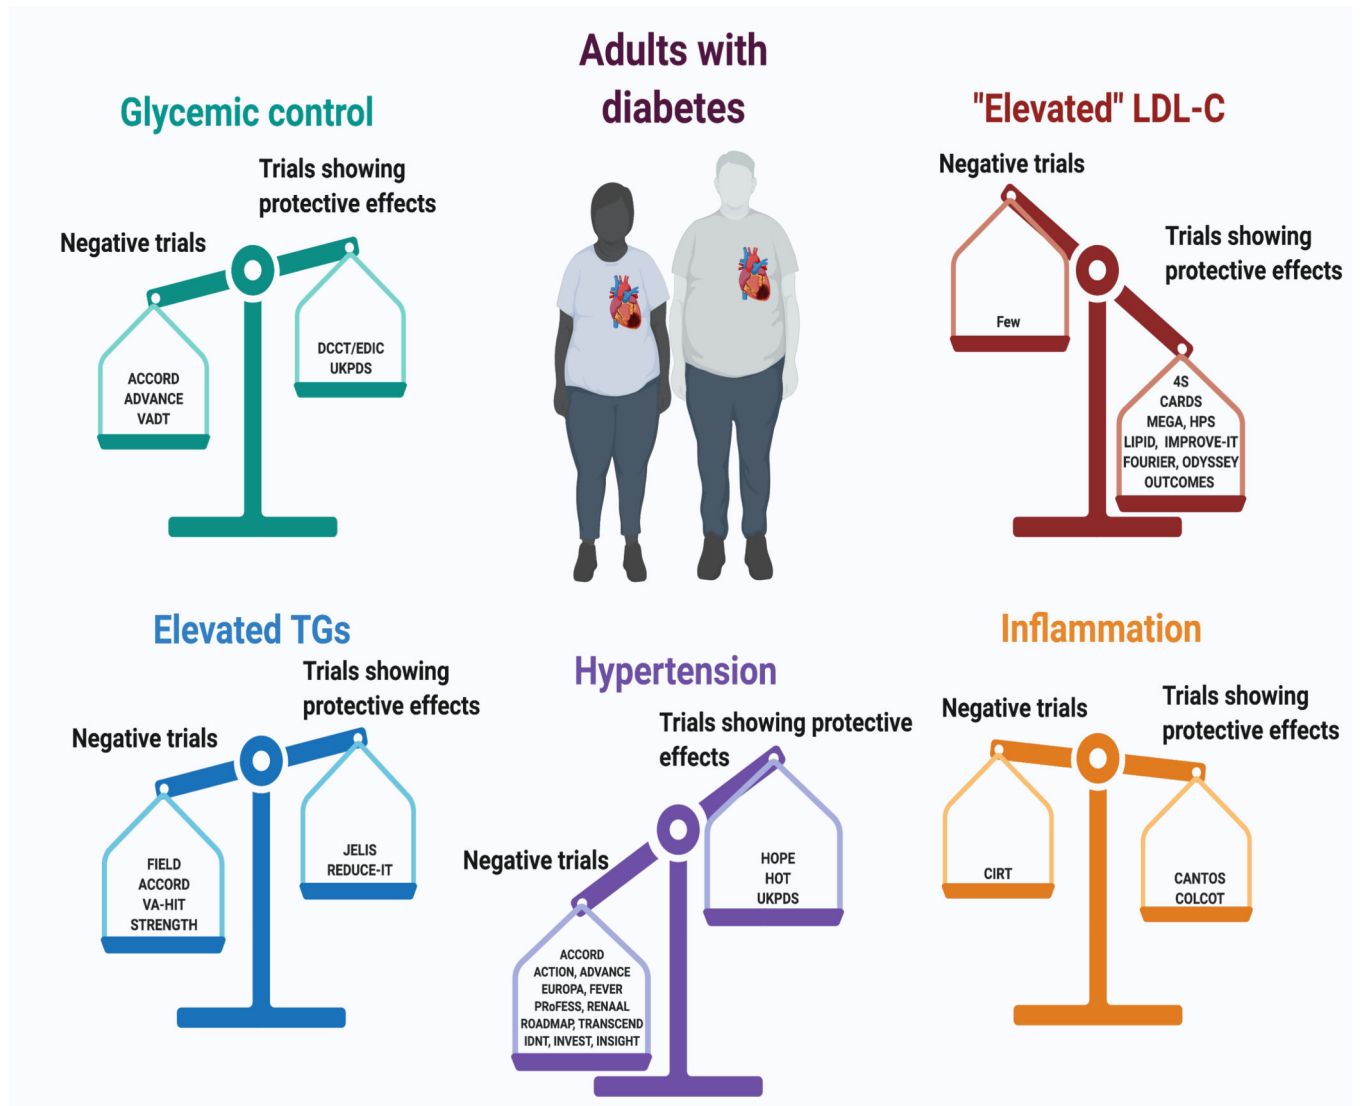 Adults with
diabetes
Glycemic control
Trials showing
protective effects
Negative trials
DCCT/EDIC
UKPDS
ACCORD
ADVANCE
VADT
"Elevated" LDL-C
Negative trials
Trials showing
protective effects
Few
4S
CARDS
MEGA, HPS
LIPID, IMPROVE-IT
FOURIER, ODYSSEY
OUTCOMES
Elevated TGs
Trials showing
protective effects
Negative trials
JELIS
REDUCE-IT
FIELD
ACCORD
VA-HIT
STRENGTH
Hypertension
Trials showing protective
effects
Negative trials
HOPE
HOT
UKPDS
ACCORD
ACTION, ADVANCE
EUROPA, FEVER
PRoFESS, RENAAL
ROADMAP, TRANSCEND
IDNT, INVEST, INSIGHT
Inflammation
Negative trials
Trials showing
protective effects
CIRT
CANTOS
COLCOT